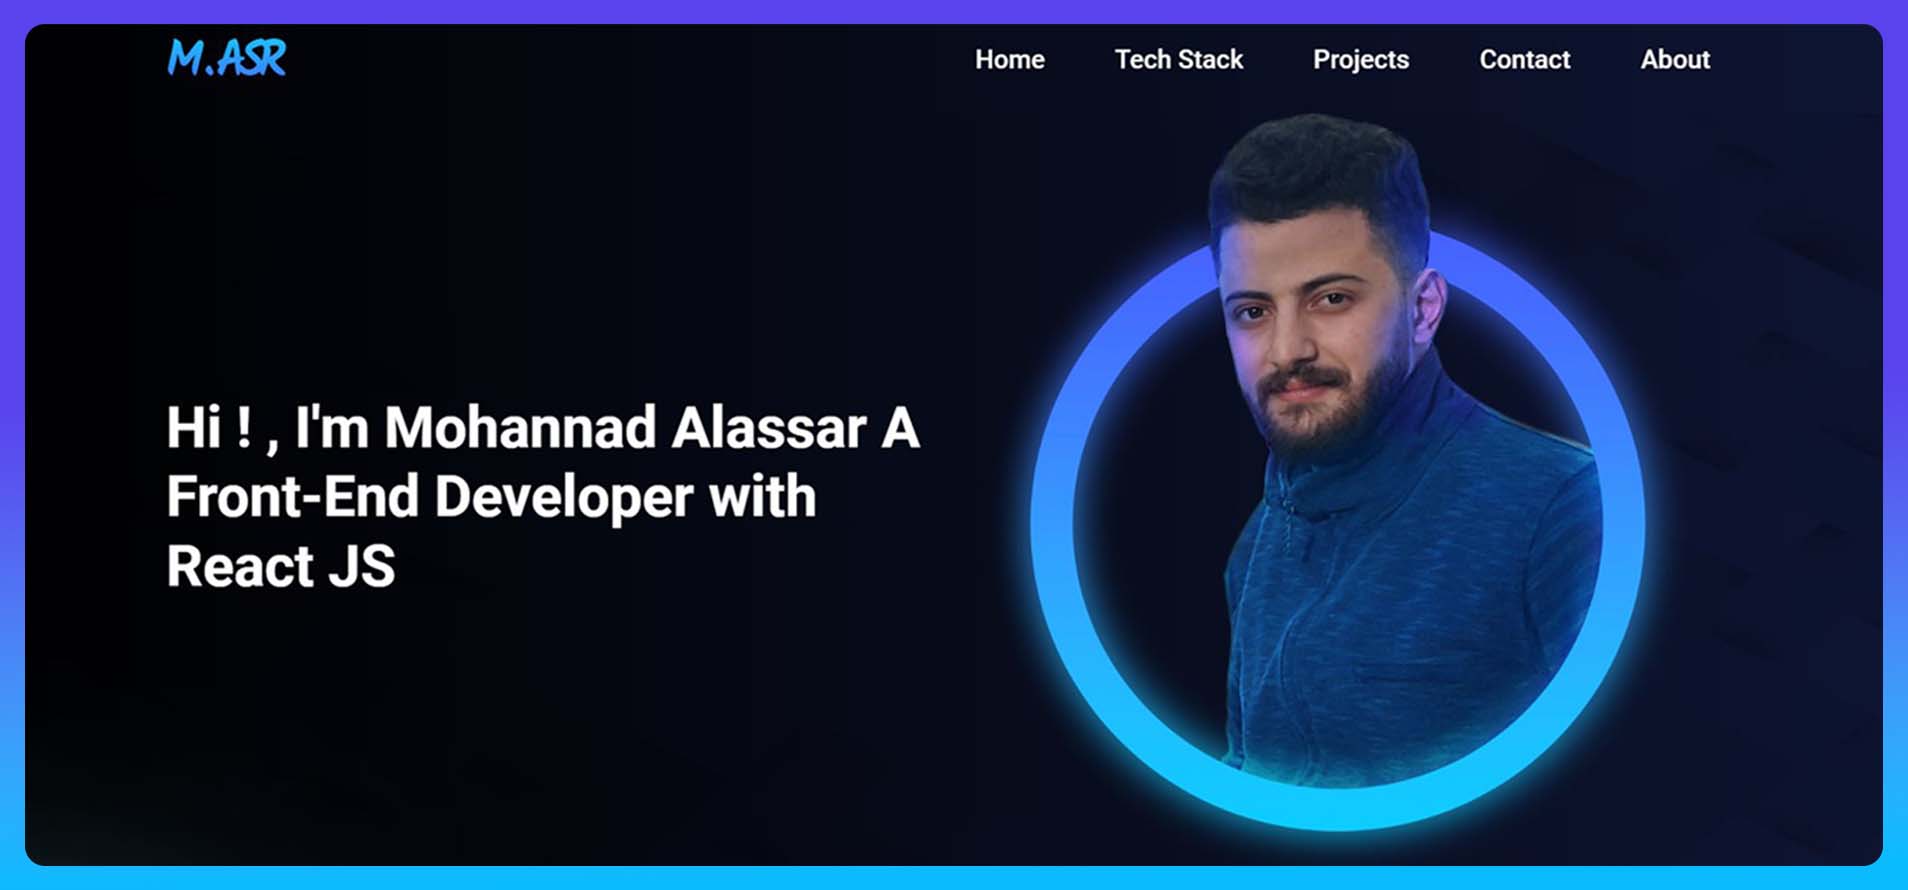 M.ASR
Home Tech Stack Projects Contact About
Hi ! , I'm Mohannad Alassar A
Front-End Developer with
React JS